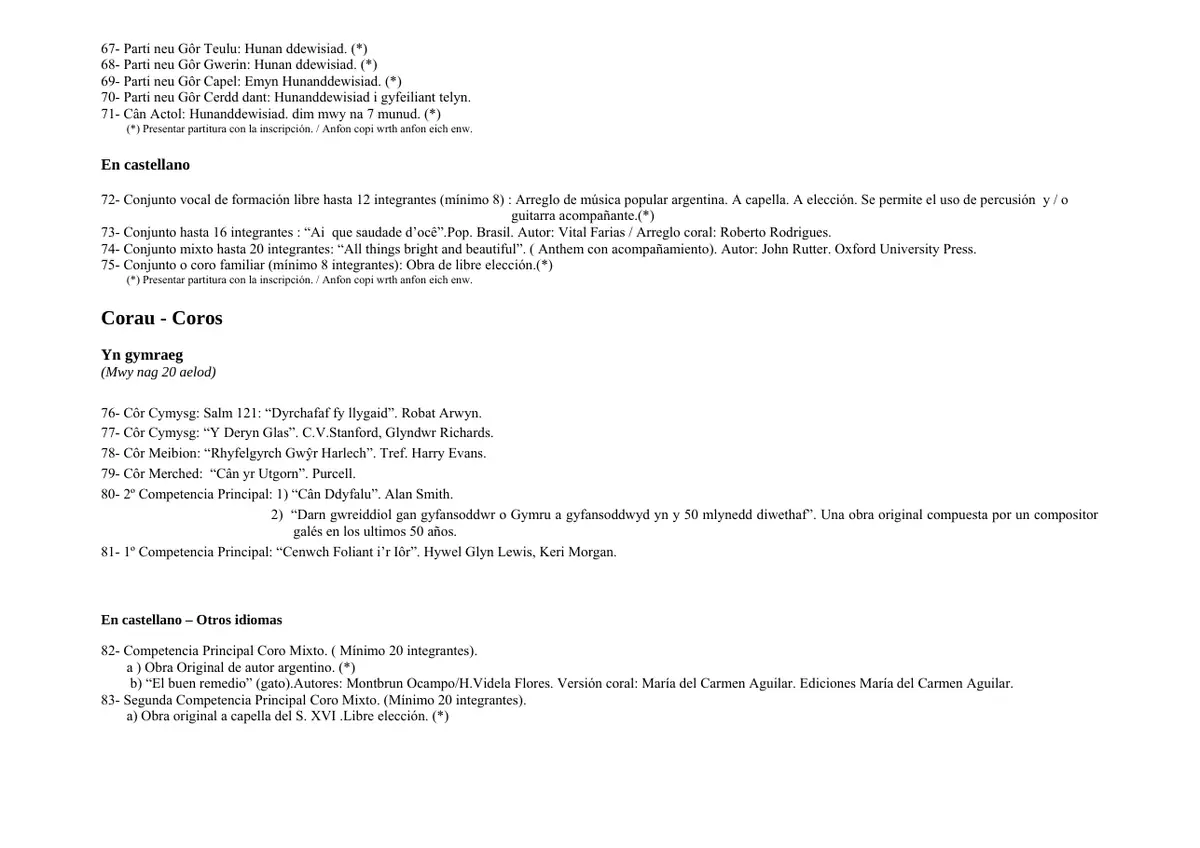 67- Parti neu Gôr Teulu: Hunan ddewisiad. (*)
68- Parti neu Gôr Gwerin: Hunan ddewisiad. (*)
69- Parti neu Gôr Capel: Emyn Hunanddewisiad. (*)
70- Parti neu Gôr Cerdd dant: Hunanddewisiad i gyfeiliant telyn.
71- Cân Actol: Hunanddewisiad. dim mwy na 7 munud. (*)
(*) Presentar partitura con la inscripción. / Anfon copi wrth anfon eich enw.
En castellano
72- Conjunto vocal de formación libre hasta 12 integrantes (mínimo 8) : Arreglo de música popular argentina. A capella. A elección. Se permite el uso de percusión y / o
guitarra acompañante.(*)
73- Conjunto hasta 16 integrantes : “Ai que saudade d’ocê”.Pop. Brasil. Autor: Vital Farias / Arreglo coral: Roberto Rodrigues.
74- Conjunto mixto hasta 20 integrantes: “All things bright and beautiful”. ( Anthem con acompañamiento). Autor: John Rutter. Oxford University Press.
75- Conjunto o coro familiar (mínimo 8 integrantes): Obra de libre elección.(*)
(*) Presentar partitura con la inscripción. / Anfon copi wrth anfon eich enw.
Corau - Coros
Yn gymraeg
(Mwy nag 20 aelod)
76- Côr Cymysg: Salm 121: “Dyrchafaf fy llygaid”. Robat Arwyn.
77- Côr Cymysg: “Y Deryn Glas”. C.V.Stanford, Glyndwr Richards.
78- Côr Meibion: “Rhyfelgyrch Gwŷr Harlech”. Tref. Harry Evans.
79- Côr Merched: “Cân yr Utgorn”. Purcell.
80- 2º Competencia Principal: 1) “Cân Ddyfalu”. Alan Smith.
2) “Darn gwreiddiol gan gyfansoddwr o Gymru a gyfansoddwyd yn y 50 mlynedd diwethaf”. Una obra original compuesta por un compositor
galés en los ultimos 50 años.
81- 1º Competencia Principal: “Cenwch Foliant i’r Iôr”. Hywel Glyn Lewis, Keri Morgan.
En castellano – Otros idiomas
82- Competencia Principal Coro Mixto. ( Mínimo 20 integrantes).
a ) Obra Original de autor argentino. (*)
b) “El buen remedio” (gato).Autores: Montbrun Ocampo/H.Videla Flores. Versión coral: María del Carmen Aguilar. Ediciones María del Carmen Aguilar.
83- Segunda Competencia Principal Coro Mixto. (Mínimo 20 integrantes).
a) Obra original a capella del S. XVI .Libre elección. (*)